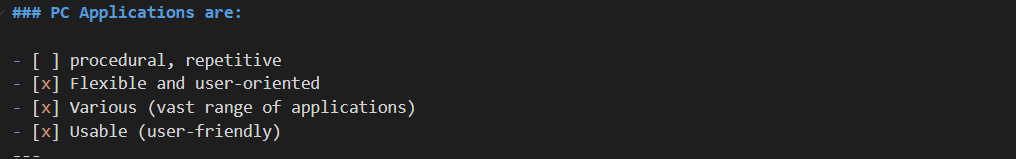 ### PC Applications are:
- [ ] procedural, repetitive
- [x] Flexible and user-oriented
- [x] Various (vast range of applications)
- [x] Usable (user-friendly)
---